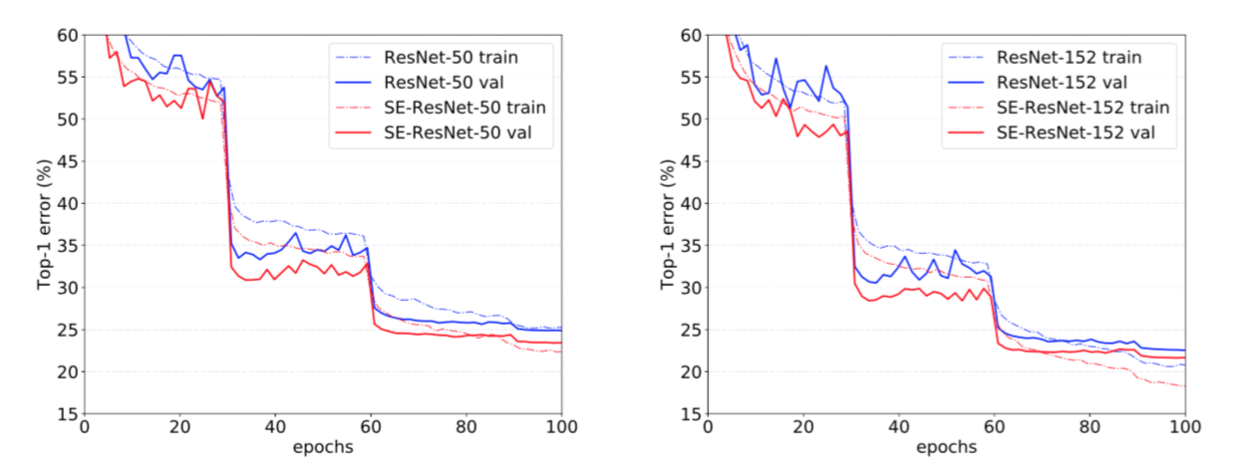 60
55
50
45
40
35
30
25
20
15
0
20
40
60
80
100
Top-1 error (%)
epochs
ResNet-50 train
ResNet-50 val
SE-ResNet-50 train
SE-ResNet-50 val
60
55
50
45
40
35
30
25
20
15
0
20
40
60
80
100
Top-1 error (%)
epochs
ResNet-152 train
ResNet-152 val
SE-ResNet-152 train
SE-ResNet-152 val